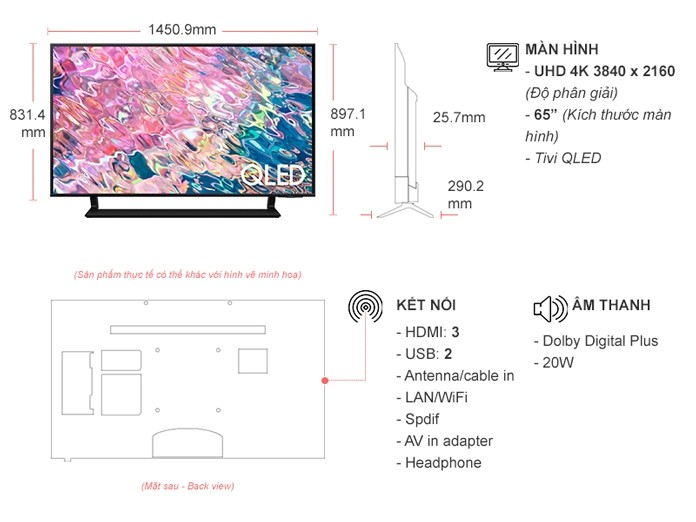 1450.9mm
831.4
mm
897.1
mm
QLED
25.7mm
290.2
mm
MÀN HÌNH
- UHD 4K 3840 x 2160
(Độ phân giải)
- 65” (Kích thước màn
hình)
- Tivi QLED
(Sản phẩm thực tế có thể khác với hình vẽ minh hoạ)
(Mặt sau - Back view)
KẾT NỐI
- HDMI: 3
- USB: 2
- Antenna/cable in
- LAN/WiFi
- Spdif
- AV in adapter
- Headphone
ÂM THANH
- Dolby Digital Plus
- 20W